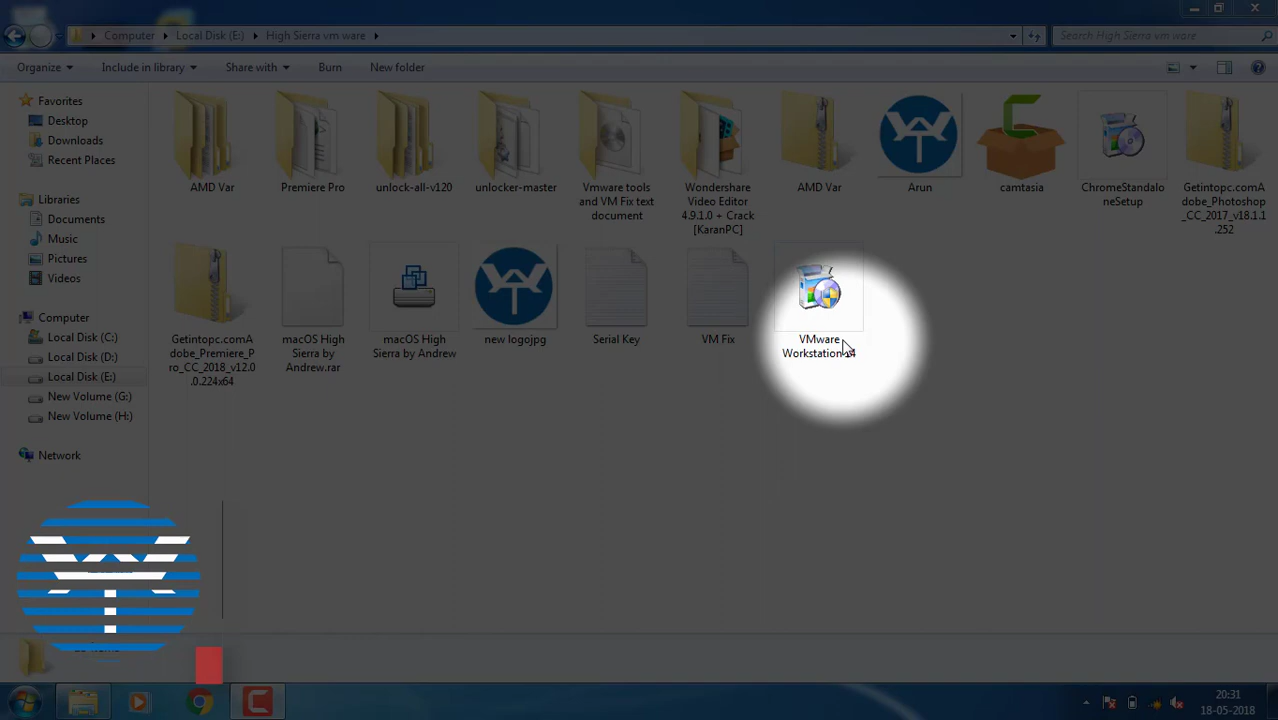 Computer
Local Disk (E:)
High Sierra vm ware
Search High Sierra vm ware
Organize
Include in library
Share with
Burn
New folder
Favorites
Desktop
Downloads
Recent Places
Libraries
Documents
Music
Pictures
Videos
Computer
Local Disk (C:)
Local Disk (D:)
Local Disk (E:)
New Volume (G:)
New Volume (H:)
Network
AMD Var
Premiere Pro
unlock-all-v120
unlocker-master
Vmware tools
and VM Fix text
document
Wondershare
Video Editor
4.9.1.0 + Crack
[KaranPC]
AMD Var
Arun
camtasia
ChromeStandalo
neSetup
Getintopc.comA
dobe_Photoshop
_CC_2017_v18.1.1
.252
Getintopc.comA
dobe_Premiere_P
ro_CC_2018_v12.0
.0.224x64
macOS High
Sierra by
Andrew.rar
macOS High
Sierra by Andrew
new logojpg
Serial Key
VM Fix
VMware
Workstation 14
20:31
18-05-2018